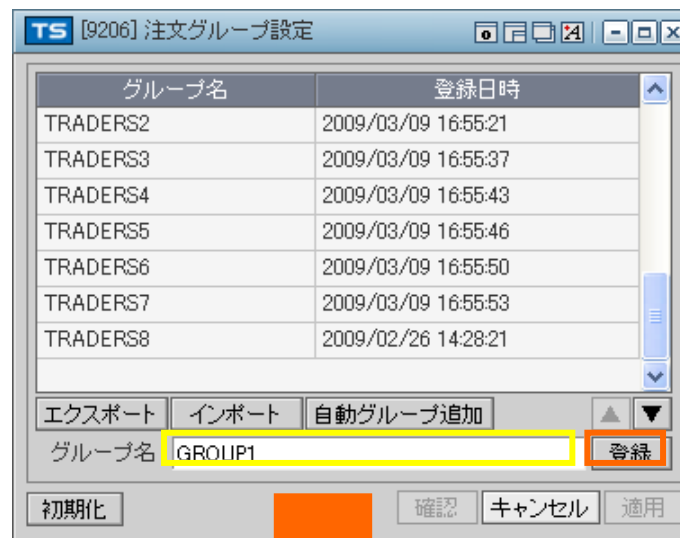 TS [9206] 注文グループ設定
グループ名 登録日時
TRADERS2 2009/03/09 16:55:21
TRADERS3 2009/03/09 16:55:37
TRADERS4 2009/03/09 16:55:43
TRADERS5 2009/03/09 16:55:46
TRADERS6 2009/03/09 16:55:50
TRADERS7 2009/03/09 16:55:53
TRADERS8 2009/02/26 14:28:21
エクスポート インポート 自動グループ追加
グループ名 GROUP1 登録
初期化 確認 キャンセル 適用